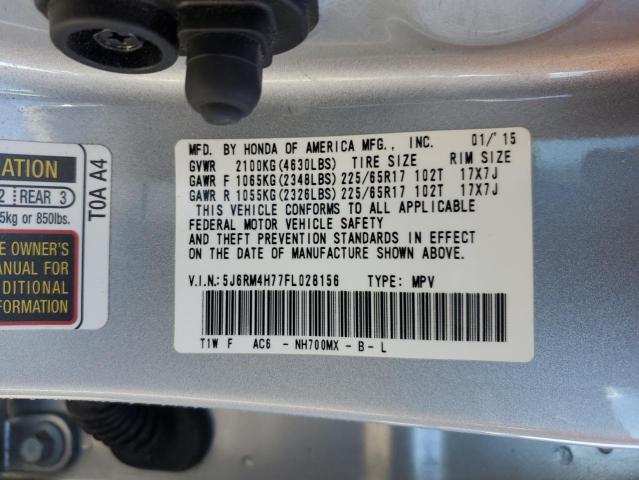 ATION
2 REAR 3
5kg or 850lbs.
E OWNER'S
ANUAL FOR
DITIONAL
FORMATION
T0A A4
MFD. BY HONDA OF AMERICA MFG., INC. 01/'15
GVWR 2100KG(4630LBS) TIRE SIZE RIM SIZE
GAWR F 1065KG(2348LBS) 225/65R17 102T 17X7J
GAWR R 1055KG(2326LBS) 225/65R17 102T 17X7J
THIS VEHICLE CONFORMS TO ALL APPLICABLE
FEDERAL MOTOR VEHICLE SAFETY
AND THEFT PREVENTION STANDARDS IN EFFECT
ON THE DATE OF MANUFACTURE SHOWN ABOVE.
V.I.N.:5J6RM4H77FL028156 TYPE: MPV
T1W F AC6 - NH700MX - B - L